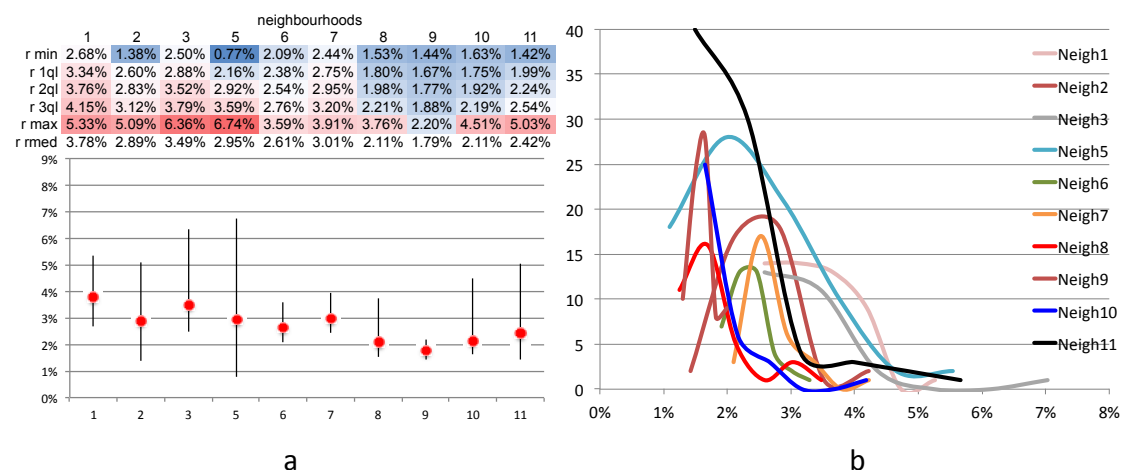 neighbourhoods
1 2 3 5 6 7 8 9 10 11
r min 2.68% 1.38% 2.50% 0.77% 2.09% 2.44% 1.53% 1.44% 1.63% 1.42%
r 1ql 3.34% 2.60% 2.88% 2.16% 2.38% 2.75% 1.80% 1.67% 1.75% 1.99%
r 2ql 3.76% 2.83% 3.52% 2.92% 2.54% 2.95% 1.98% 1.77% 1.92% 2.24%
r 3ql 4.15% 3.12% 3.79% 3.59% 2.76% 3.20% 2.21% 1.88% 2.19% 2.54%
r max 5.33% 5.09% 6.36% 6.74% 3.59% 3.91% 3.76% 2.20% 4.51% 5.03%
r rmed 3.78% 2.89% 3.49% 2.95% 2.61% 3.01% 2.11% 1.79% 2.11% 2.42%
9%
8%
7%
6%
5%
4%
3%
2%
1%
0%
1 2 3 5 6 7 8 9 10 11
a
40
35
30
25
20
15
10
5
0
0% 1% 2% 3% 4% 5% 6% 7% 8%
Neigh1
Neigh2
Neigh3
Neigh5
Neigh6
Neigh7
Neigh8
Neigh9
Neigh10
Neigh11
b